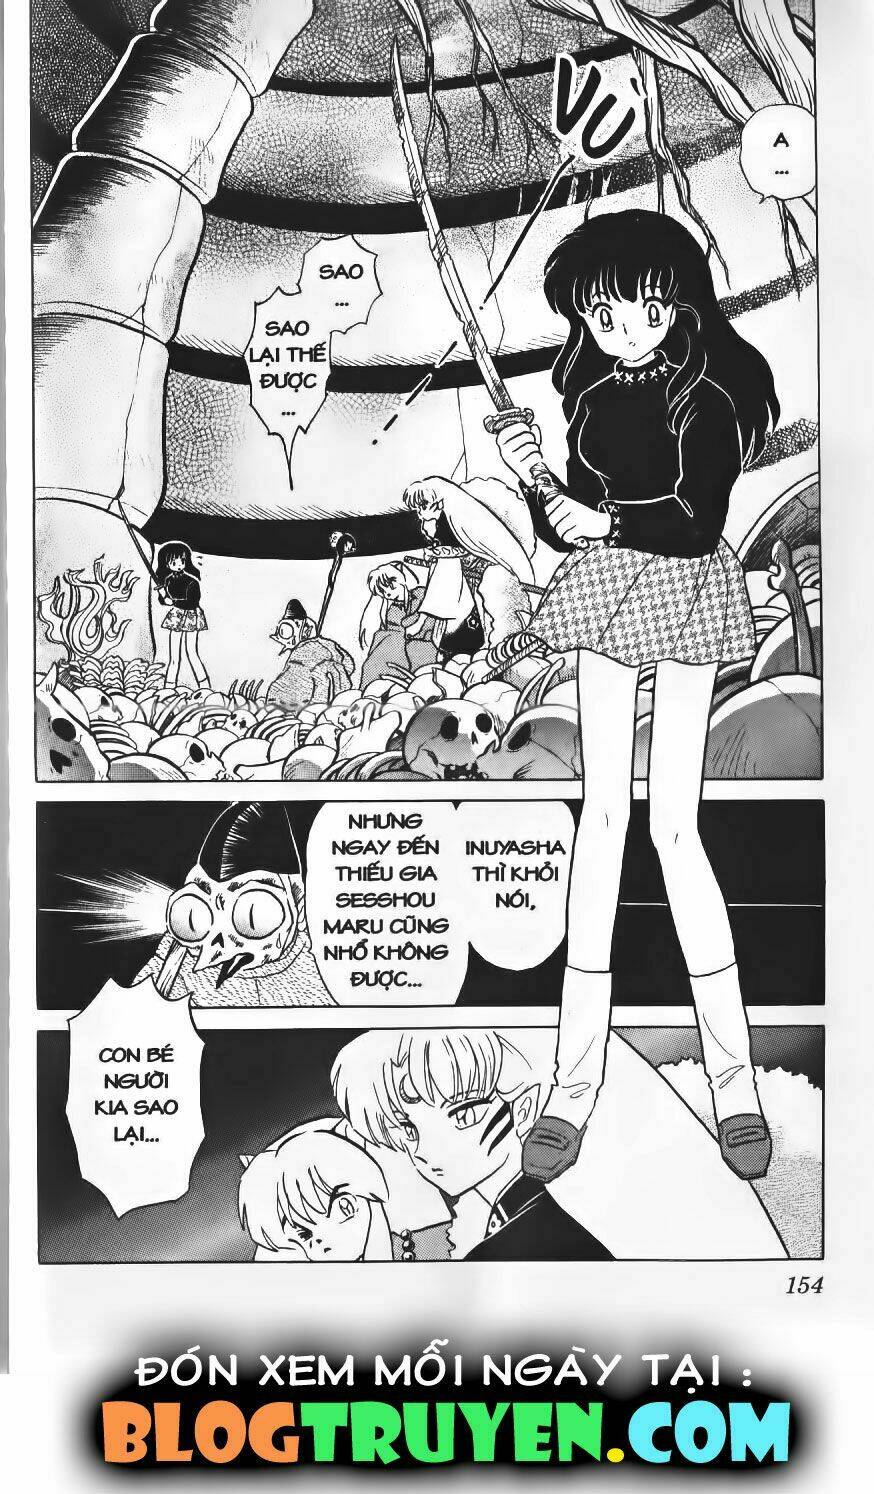 A
...
VÙ
SAO
...
SAO
LẠI THẾ
ĐƯỢC
...
INUYASHA
THÌ KHỎI
NÓI,
NHƯNG
NGAY ĐẾN
THIẾU GIA
SESSHOU
MARU CŨNG
NHỔ KHÔNG
ĐƯỢC...
CON BÉ
NGƯỜI
KIA SAO
LẠI...
154
ĐÓN XEM MỖI NGÀY TẠI :
BLOGTRUYEN.COM